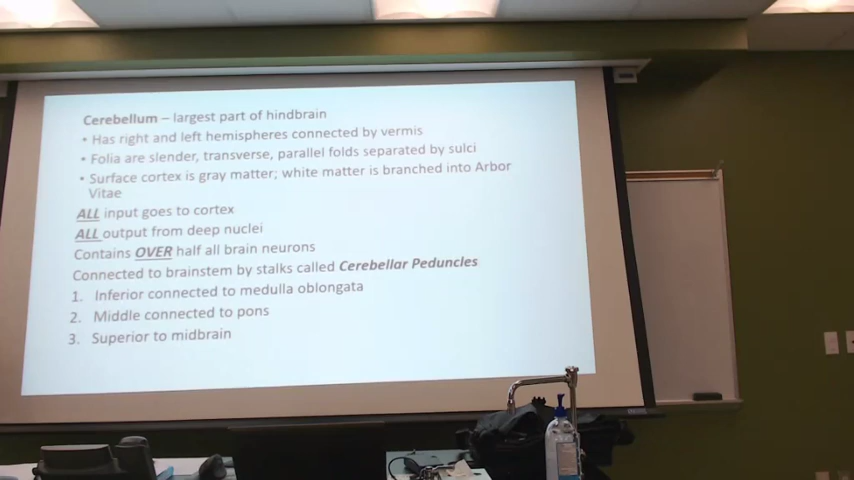 Cerebellum – largest part of hindbrain
• Has right and left hemispheres connected by vermis
• Folia are slender, transverse, parallel folds separated by sulci
• Surface cortex is gray matter; white matter is branched into Arbor
Vitae
ALL input goes to cortex
ALL output from deep nuclei
Contains OVER half all brain neurons
Connected to brainstem by stalks called Cerebellar Peduncles
1. Inferior connected to medulla oblongata
2. Middle connected to pons
3. Superior to midbrain